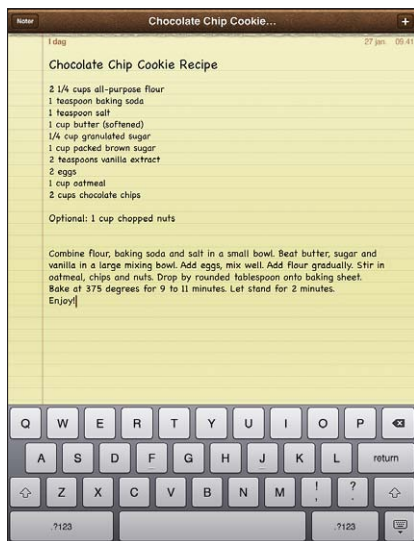 Noter
Chocolate Chip Cookie...
+
I dag
27 jan. 09.41
Chocolate Chip Cookie Recipe
2 1/4 cups all-purpose flour
1 teaspoon baking soda
1 teaspoon salt
1 cup butter (softened)
1/4 cup granulated sugar
1 cup packed brown sugar
2 teaspoons vanilla extract
2 eggs
1 cup oatmeal
2 cups chocolate chips
Optional: 1 cup chopped nuts
Combine flour, baking soda and salt in a small bowl. Beat butter, sugar and
vanilla in a large mixing bowl. Add eggs, mix well. Add flour gradually. Stir in
oatmeal, chips and nuts. Drop by rounded tablespoon onto baking sheet.
Bake at 375 degrees for 9 to 11 minutes. Let stand for 2 minutes.
Enjoy!
Q W E R T Y U I O P
A S D F G H J K L return
Z X C V B N M ! , ? .
.?123 .?123